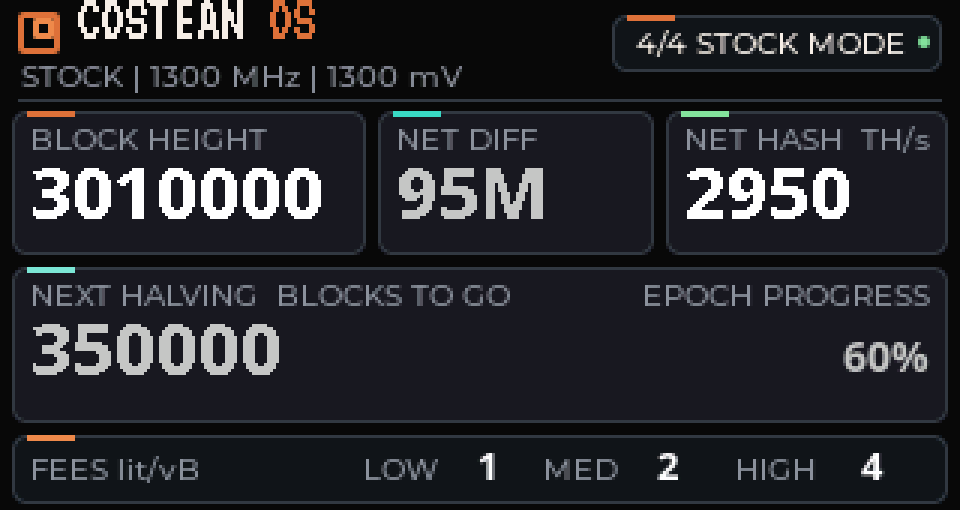 COSTEAN OS
4/4 STOCK MODE
STOCK | 1300 MHz | 1300 mV
BLOCK HEIGHT
3010000
NET DIFF
95M
NET HASH TH/s
2950
NEXT HALVING BLOCKS TO GO
350000
EPOCH PROGRESS
60%
FEES lit/vB LOW 1 MED 2 HIGH 4